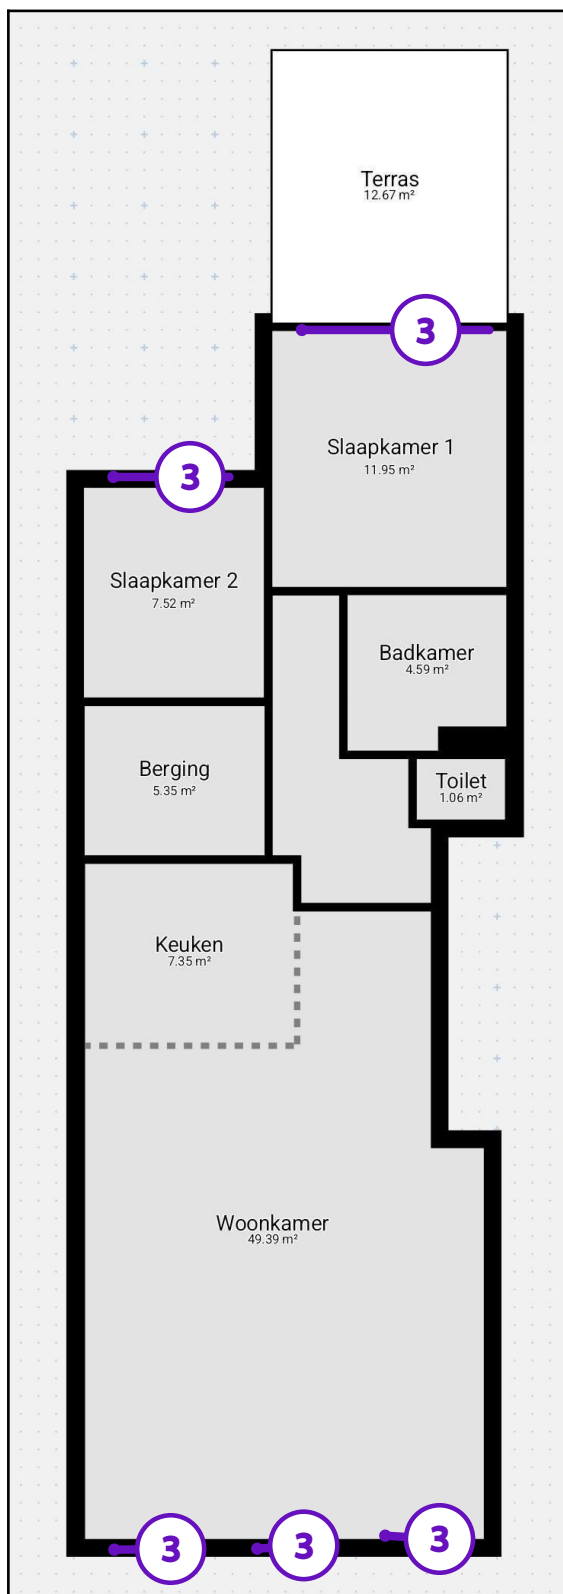 Terras
12.67 m²
3
Slaapkamer 1
11.95 m²
3
Slaapkamer 2
7.52 m²
Badkamer
4.59 m²
Berging
5.35 m²
Toilet
1.06 m²
Keuken
7.35 m²
Woonkamer
49.39 m²
3
3
3